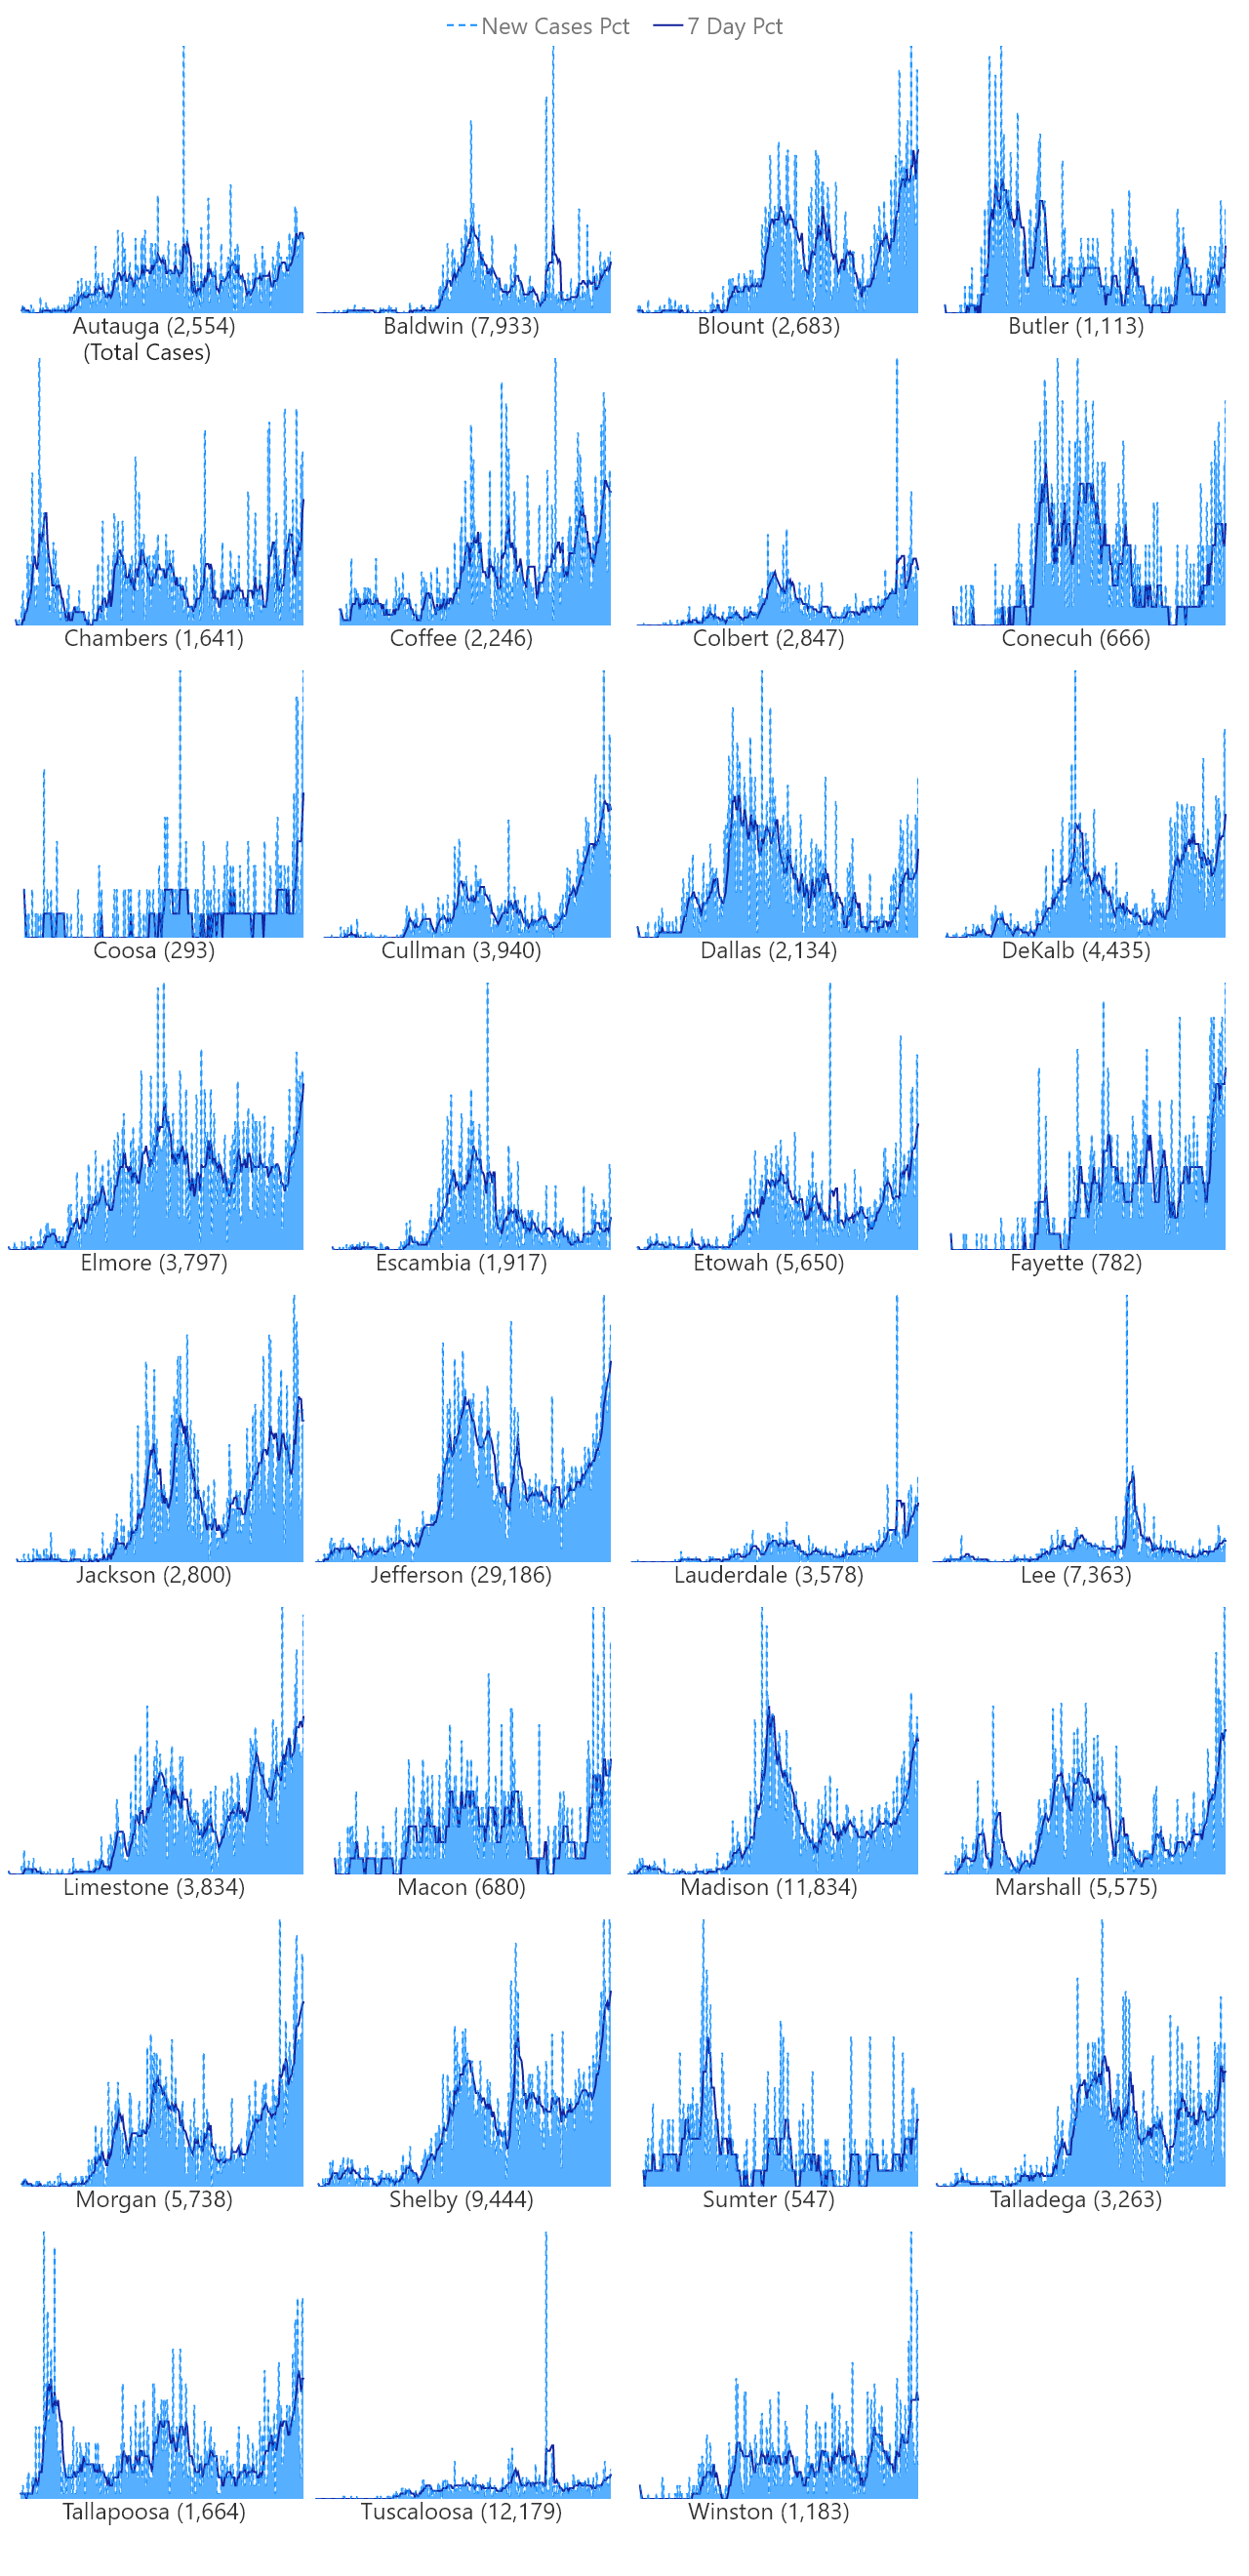 New Cases Pct 7 Day Pct
Autauga (2,554) Baldwin (7,933) Blount (2,683) Butler (1,113)
(Total Cases)
Chambers (1,641) Coffee (2,246) Colbert (2,847) Conecuh (666)
Coosa (293) Cullman (3,940) Dallas (2,134) DeKalb (4,435)
Elmore (3,797) Escambia (1,917) Etowah (5,650) Fayette (782)
Jackson (2,800) Jefferson (29,186) Lauderdale (3,578) Lee (7,363)
Limestone (3,834) Macon (680) Madison (11,834) Marshall (5,575)
Morgan (5,738) Shelby (9,444) Sumter (547) Talladega (3,263)
Tallapoosa (1,664) Tuscaloosa (12,179) Winston (1,183)